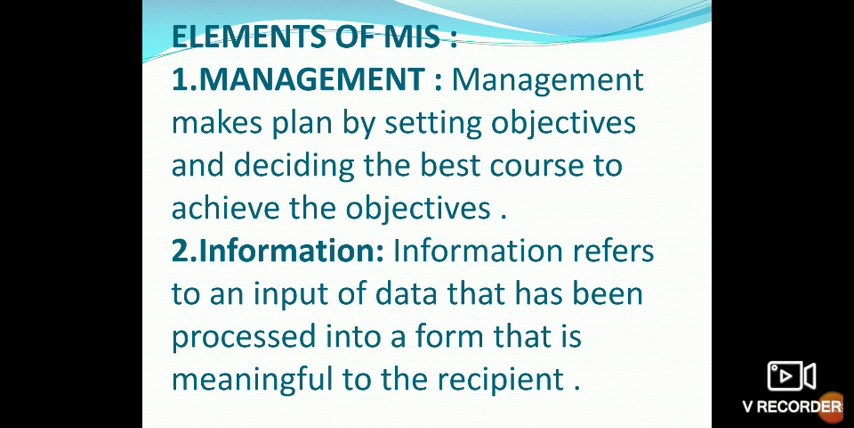 ELEMENTS OF MIS :
1.MANAGEMENT : Management
makes plan by setting objectives
and deciding the best course to
achieve the objectives .
2.Information: Information refers
to an input of data that has been
processed into a form that is
meaningful to the recipient .
V RECORDER